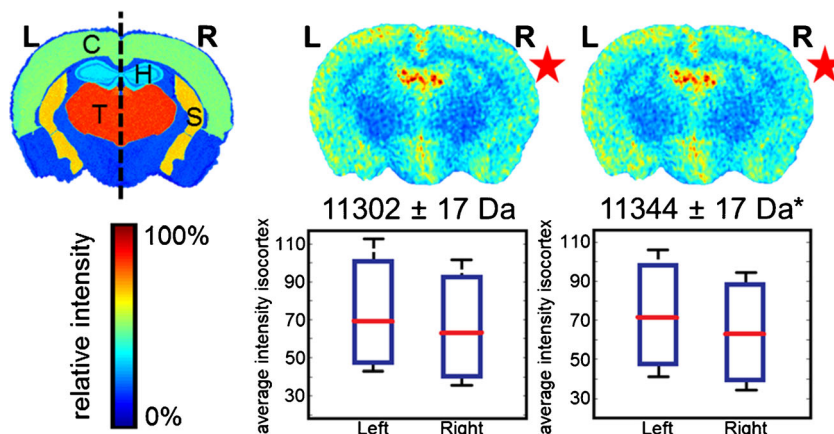 L R L R L R
C
H
T S
11302 ± 17 Da 11344 ± 17 Da*
relative intensity
100%
0%
average intensity isocortex
110
90
70
50
30
Left Right
average intensity isocortex
110
90
70
50
30
Left Right